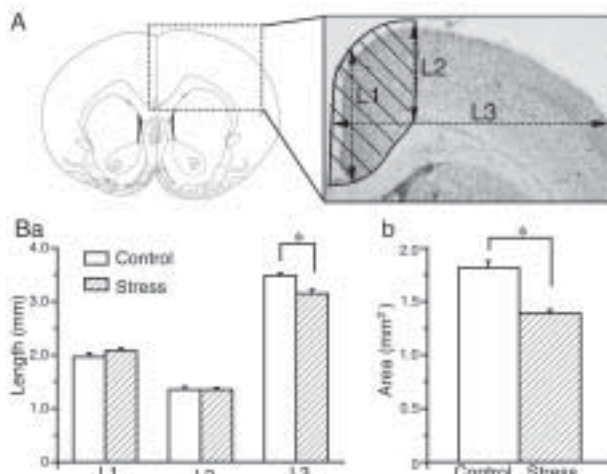 A
L1
L2
L3
Ba
Length (mm)
4.0
3.0
2.0
1.0
0
Control
Stress
*
L1
L2
L3
b
Area (mm²)
2.0
1.5
1.0
0.5
0
*
Control Stress